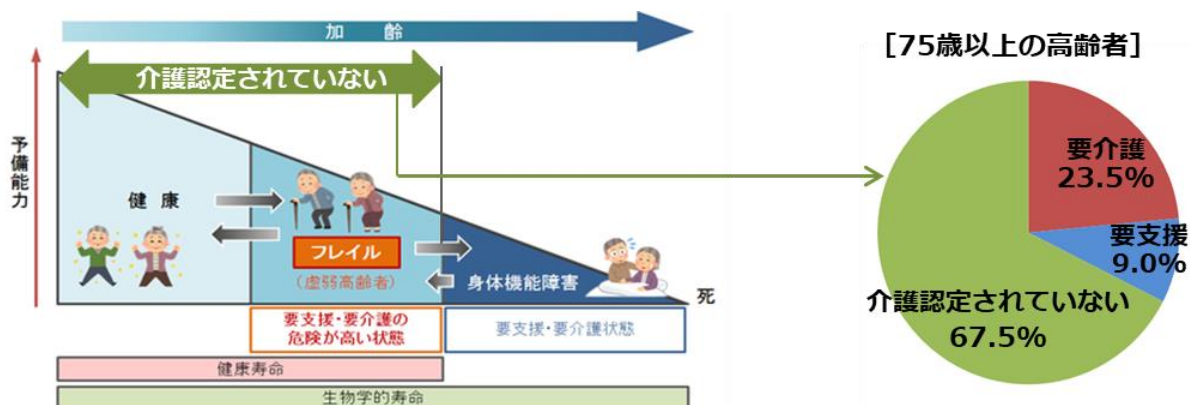 加 齢
介護認定されていない
予備能力
健 康
フレイル
(虚弱高齢者)
身体機能障害
死
要支援・要介護の
危険が高い状態
要支援・要介護状態
健康寿命
生物学的寿命
[75歳以上の高齢者]
要介護
23.5%
要支援
9.0%
介護認定されていない
67.5%